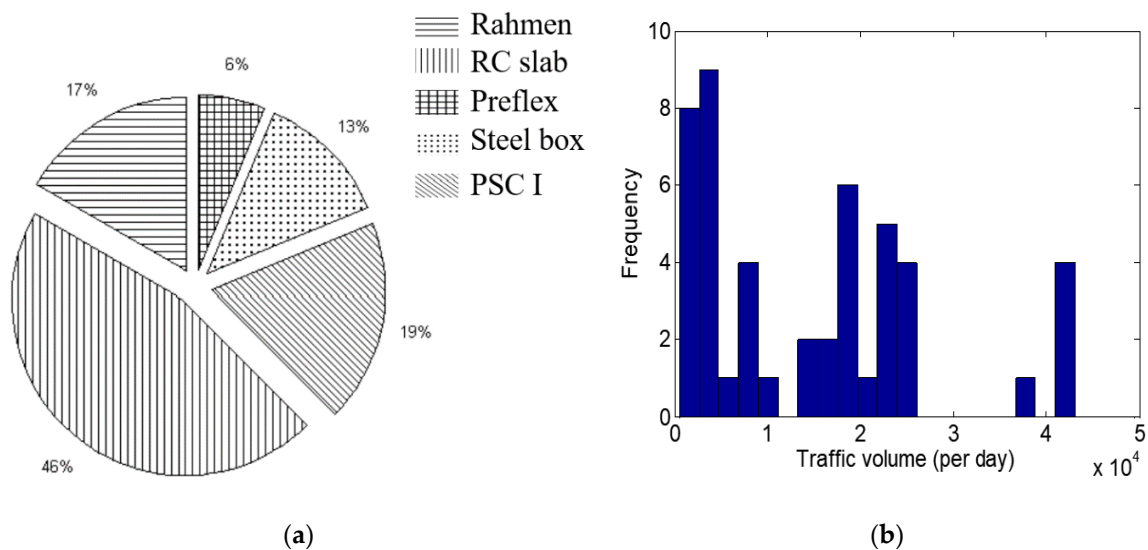 Rahmen
RC slab
Preflex
Steel box
PSC I
17%
6%
13%
19%
46%
(a)
10
8
6
4
2
0
Frequency
0 1 2 3 4 5
Traffic volume (per day)
x 10^4
(b)